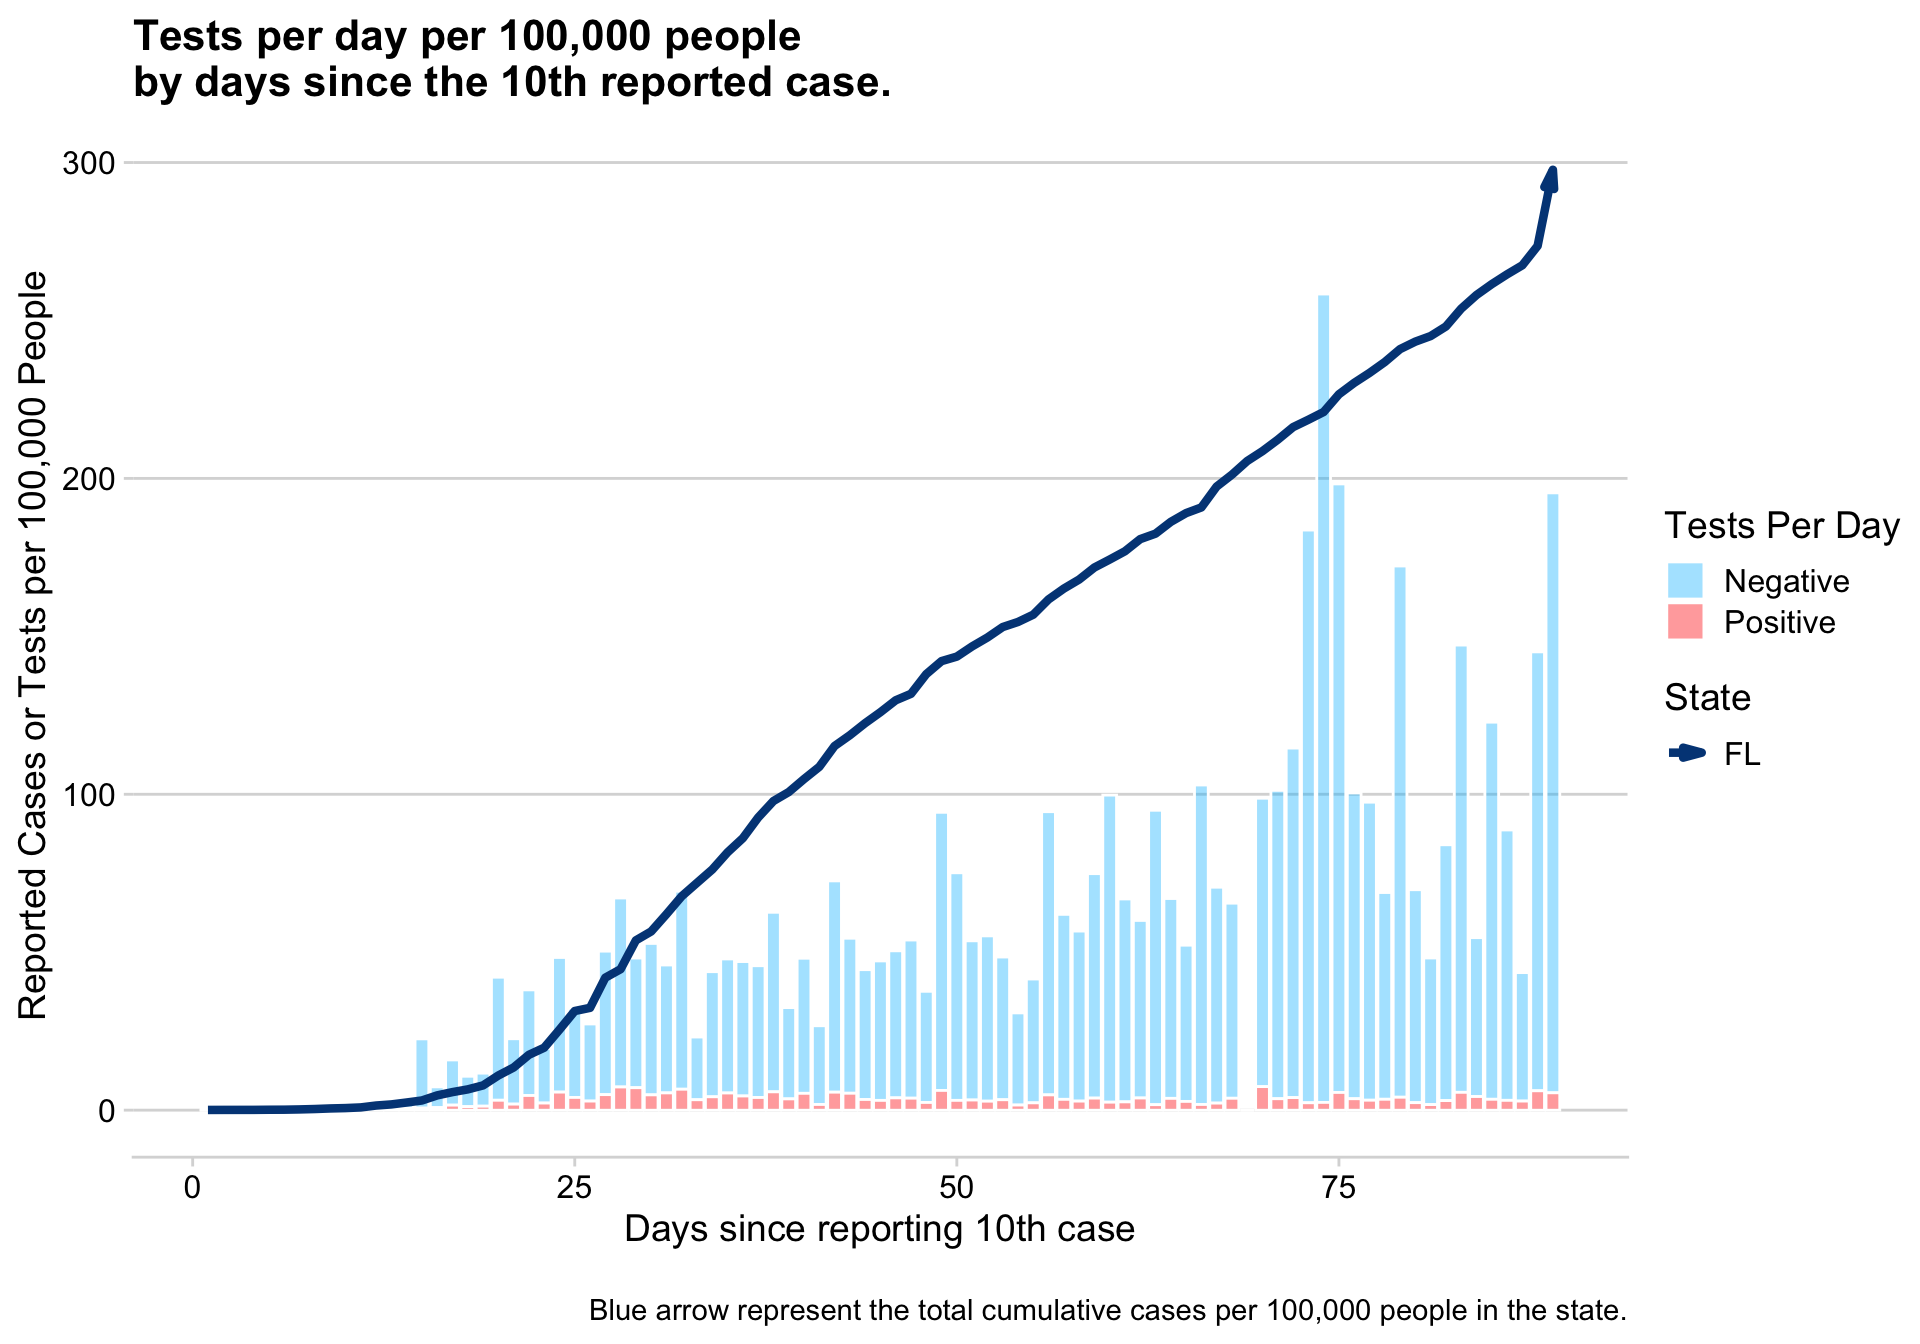 Tests per day per 100,000 people
by days since the 10th reported case.
Reported Cases or Tests per 100,000 People
300
200
100
0
0
25
50
75
Days since reporting 10th case
Tests Per Day
Negative
Positive
State
FL
Blue arrow represent the total cumulative cases per 100,000 people in the state.